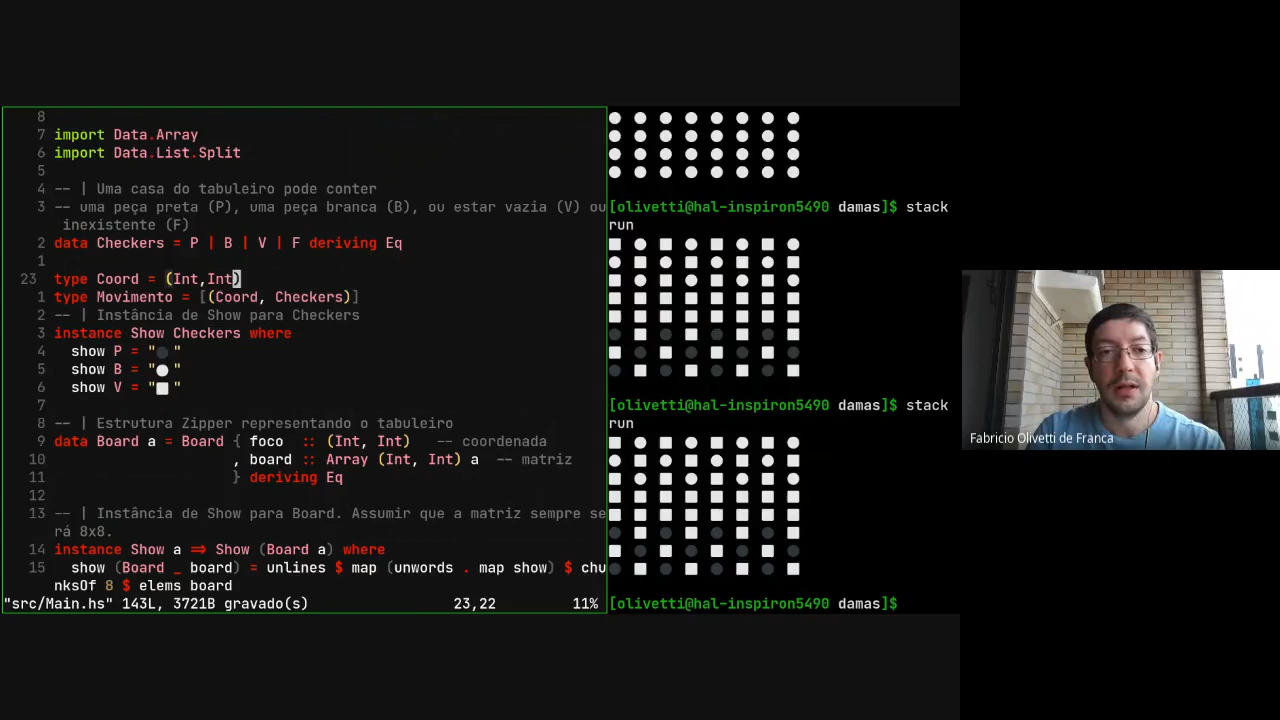 8
7 import Data.Array
6 import Data.List.Split
5
4 -- | Uma casa do tabuleiro pode conter
3 -- uma peça preta (P), uma peça branca (B), ou estar vazia (V) ou
inexistente (F)
2 data Checkers = P | B | V | F deriving Eq
1
23 type Coord = (Int,Int)
1 type Movimento = [(Coord, Checkers)]
2 -- | Instância de Show para Checkers
3 instance Show Checkers where
4 show P = "● "
5 show B = "● "
6 show V = "■ "
7
8 -- | Estrutura Zipper representando o tabuleiro
9 data Board a = Board { foco :: (Int, Int) -- coordenada
10 , board :: Array (Int, Int) a -- matriz
11 } deriving Eq
12
13 -- | Instância de Show para Board. Assumir que a matriz sempre se
rá 8x8.
14 instance Show a => Show (Board a) where
15 show (Board _ board) = unlines $ map (unwords . map show) $ chu
nksOf 8 $ elems board
"src/Main.hs" 143L, 3721B gravado(s) 23,22 11%
[olivetti@hal-inspiron5490 damas]$ stack
run
[olivetti@hal-inspiron5490 damas]$ stack
run
[olivetti@hal-inspiron5490 damas]$
Fabricio Olivetti de Franca